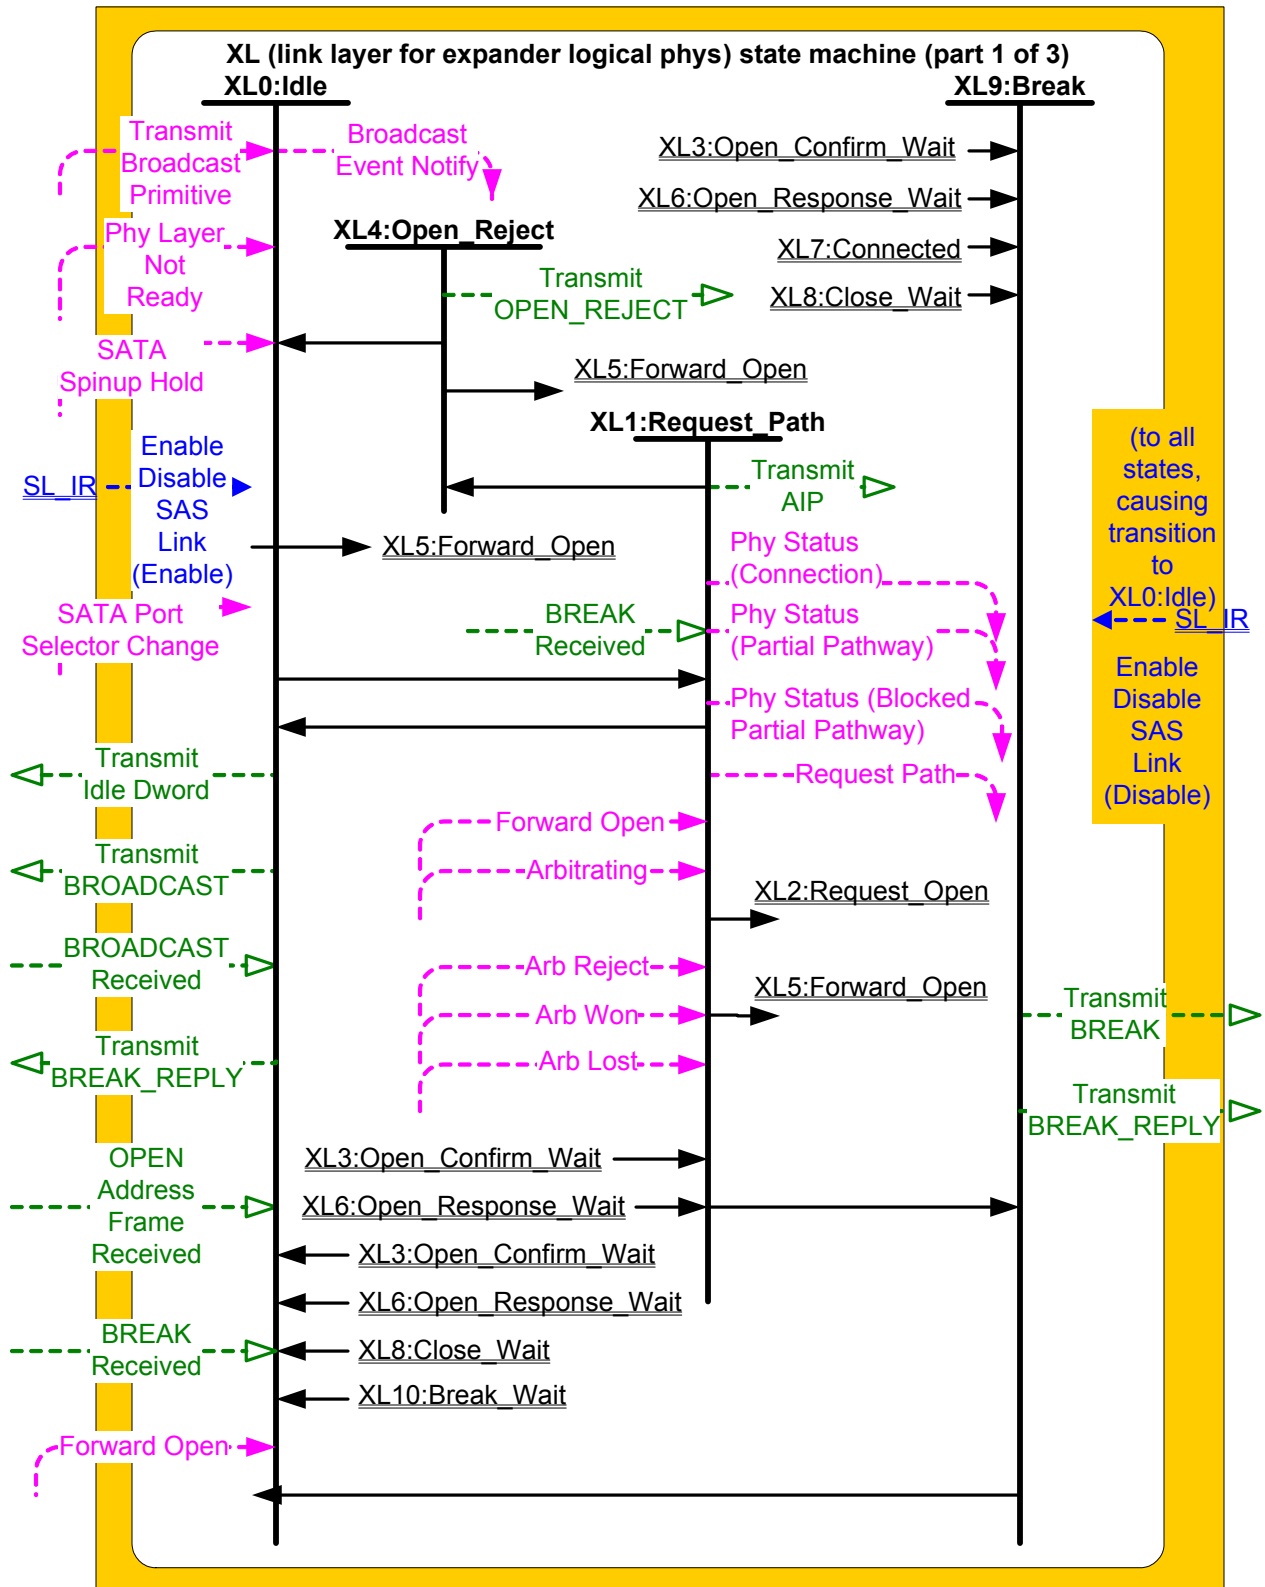 XL (link layer for expander logical phys) state machine (part 1 of 3)
XL0:Idle
XL9:Break
Transmit
Broadcast
Primitive
Broadcast
Event Notify
XL3:Open_Confirm_Wait
XL6:Open_Response_Wait
XL7:Connected
XL8:Close_Wait
Phy Layer
Not
Ready
XL4:Open_Reject
Transmit
OPEN_REJECT
SATA
Spinup Hold
XL5:Forward_Open
XL1:Request_Path
Enable
Disable
SAS
Link
(Enable)
SL_IR
Transmit
AIP
(to all
states,
causing
transition
to
XL0:Idle)
SL_IR
Enable
Disable
SAS
Link
(Disable)
XL5:Forward_Open
Phy Status
(Connection)
SATA Port
Selector Change
BREAK
Received
Phy Status
(Partial Pathway)
Phy Status (Blocked
Partial Pathway)
Transmit
Idle Dword
Request Path
Forward Open
Transmit
BROADCAST
Arbitrating
XL2:Request_Open
BROADCAST
Received
Arb Reject
XL5:Forward_Open
Arb Won
Transmit
BREAK
Transmit
BREAK_REPLY
Arb Lost
Transmit
BREAK_REPLY
OPEN
Address
Frame
Received
XL3:Open_Confirm_Wait
XL6:Open_Response_Wait
XL3:Open_Confirm_Wait
XL6:Open_Response_Wait
BREAK
Received
XL8:Close_Wait
XL10:Break_Wait
Forward Open